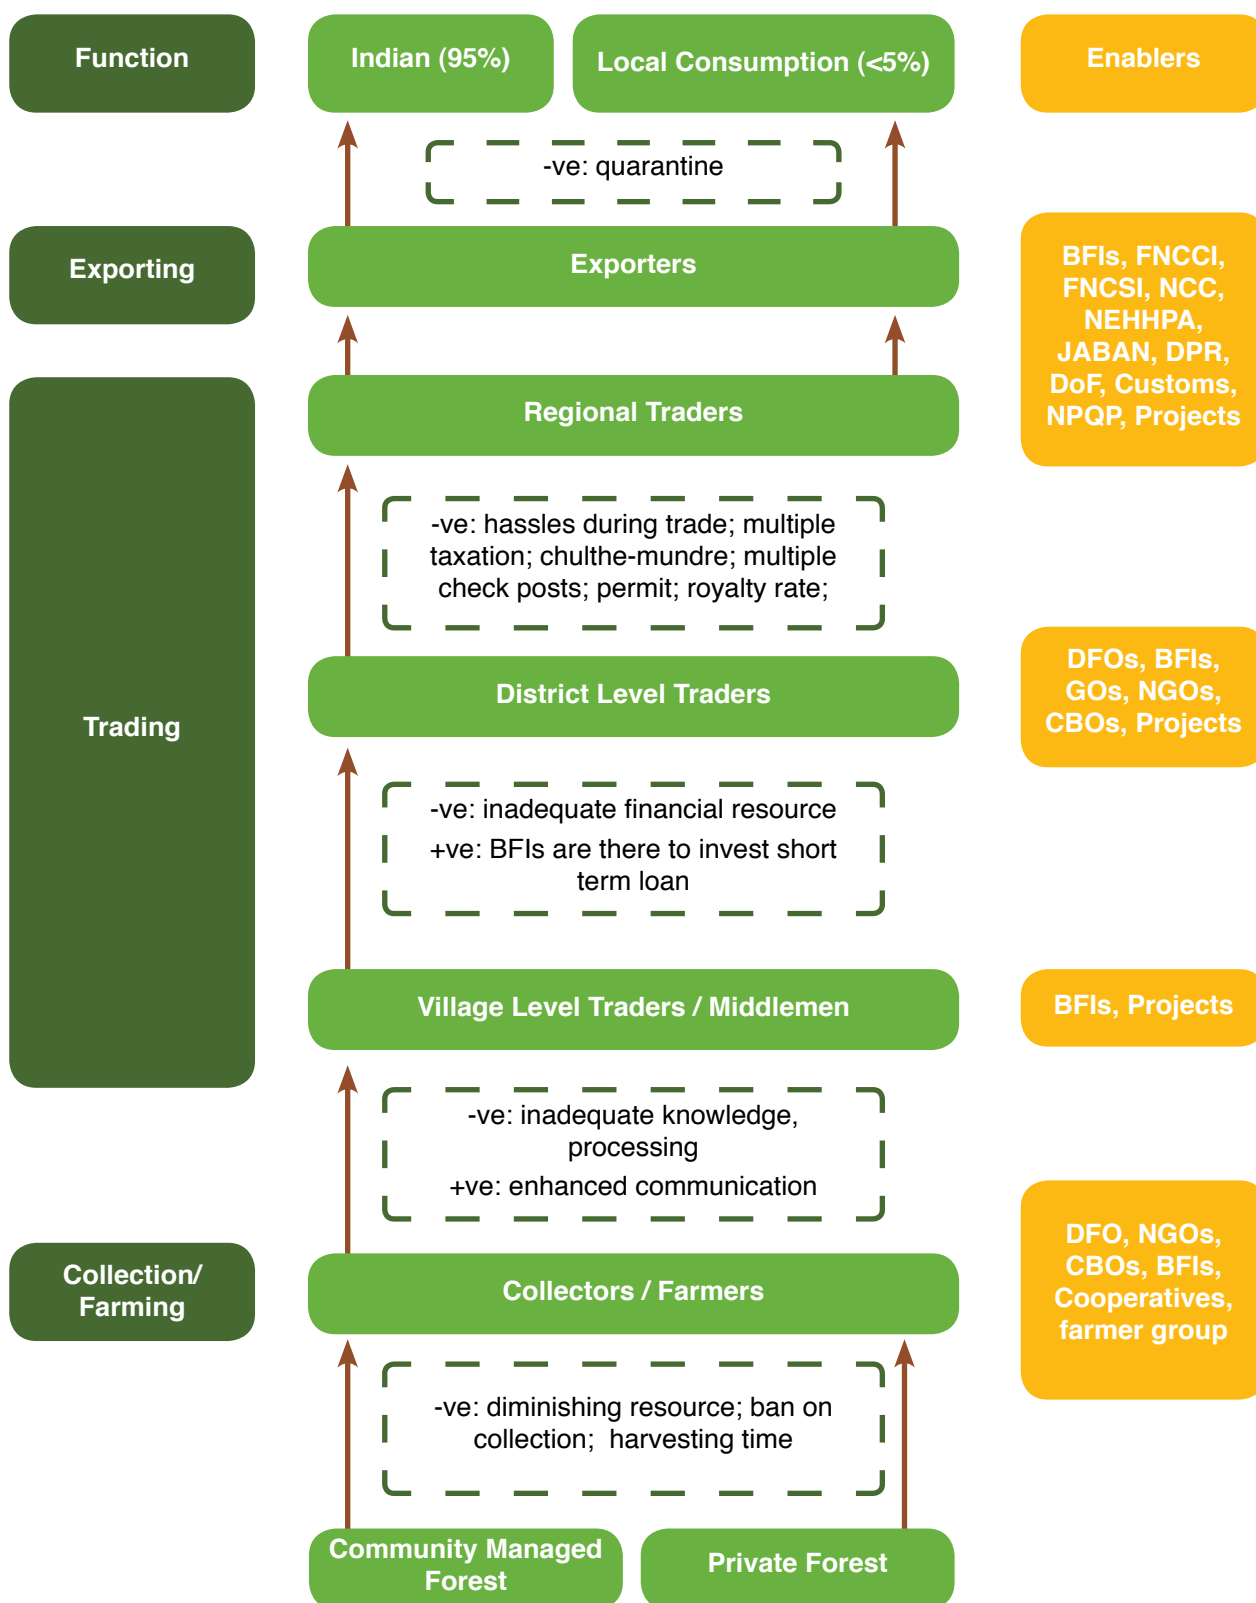 Function
Indian (95%)
Local Consumption (<5%)
Enablers
-ve: quarantine
Exporting
Exporters
BFIs, FNCCI,
FNCSI, NCC,
NEHHPA,
JABAN, DPR,
DoF, Customs,
NPQP, Projects
Regional Traders
-ve: hassles during trade; multiple
taxation; chulthe-mundre; multiple
check posts; permit; royalty rate;
Trading
District Level Traders
DFOs, BFIs,
GOs, NGOs,
CBOs, Projects
-ve: inadequate financial resource
+ve: BFIs are there to invest short
term loan
Village Level Traders / Middlemen
BFIs, Projects
-ve: inadequate knowledge,
processing
+ve: enhanced communication
Collection/
Farming
Collectors / Farmers
DFO, NGOs,
CBOs, BFIs,
Cooperatives,
farmer group
-ve: diminishing resource; ban on
collection;  harvesting time
Community Managed
Forest
Private Forest